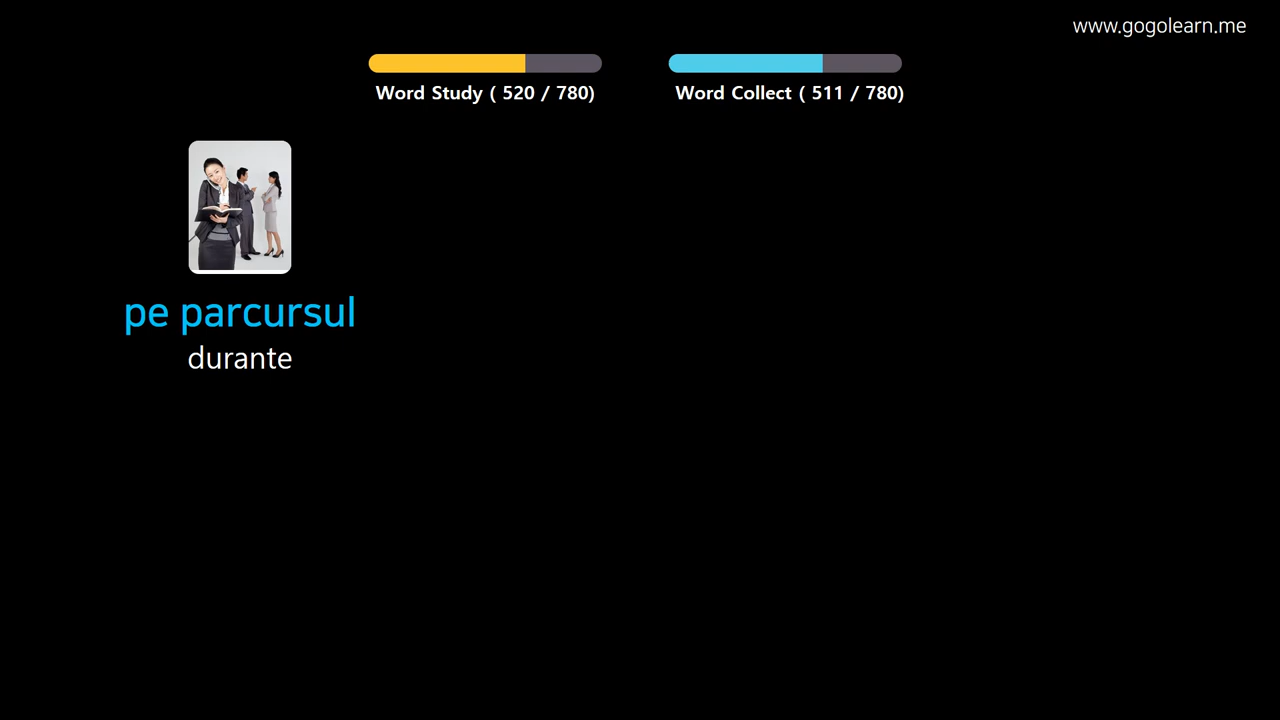 www.gogolearn.me
Word Study ( 520 / 780)
Word Collect ( 511 / 780)
pe parcursul
durante